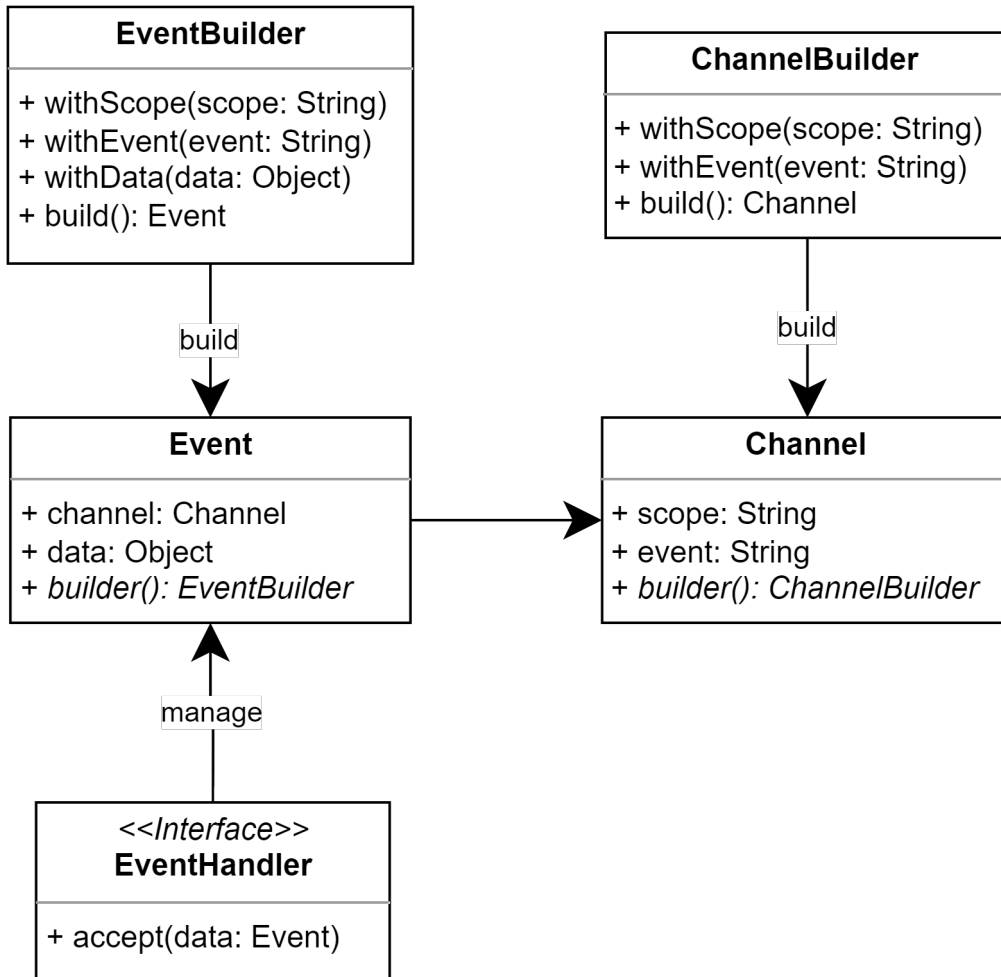 EventBuilder
+ withScope(scope: String)
+ withEvent(event: String)
+ withData(data: Object)
+ build(): Event
ChannelBuilder
+ withScope(scope: String)
+ withEvent(event: String)
+ build(): Channel
build
build
Event
+ channel: Channel
+ data: Object
+ builder(): EventBuilder
Channel
+ scope: String
+ event: String
+ builder(): ChannelBuilder
manage
<<Interface>>
EventHandler
+ accept(data: Event)